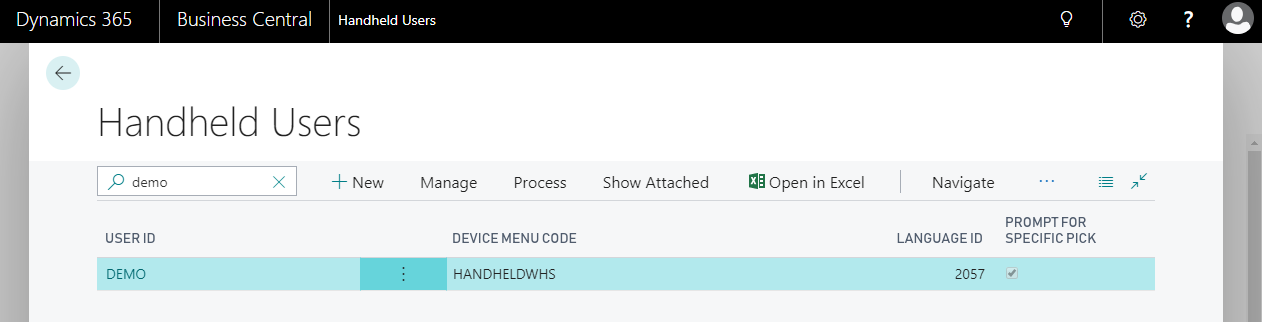 Dynamics 365 Business Central Handheld Users ?
Handheld Users
demo New Manage Process Show Attached Open in Excel Navigate ...
USER ID DEVICE MENU CODE LANGUAGE ID PROMPT FOR
SPECIFIC PICK
DEMO HANDHELDWHS 2057